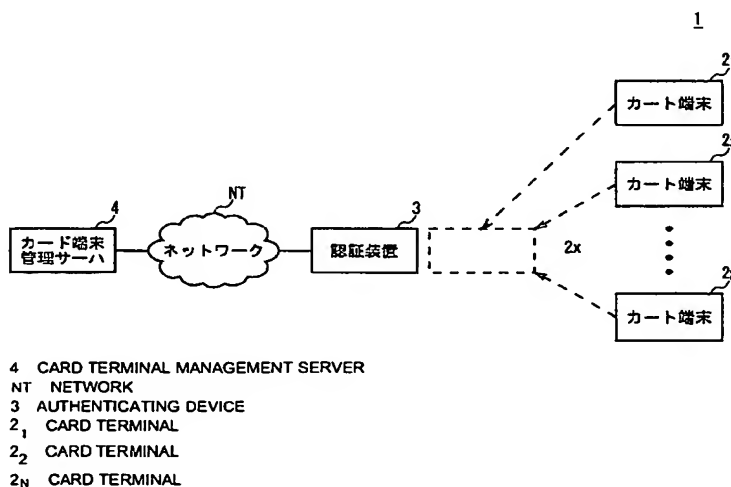 1
2
カート端末
2
カート端末
NT
4
3
カード端末
管理サーハ
ネットワーク
認証装置
2x
2
カート端末
4 CARD TERMINAL MANAGEMENT SERVER
NT NETWORK
3 AUTHENTICATING DEVICE
2₁ CARD TERMINAL
2₂ CARD TERMINAL
2N CARD TERMINAL